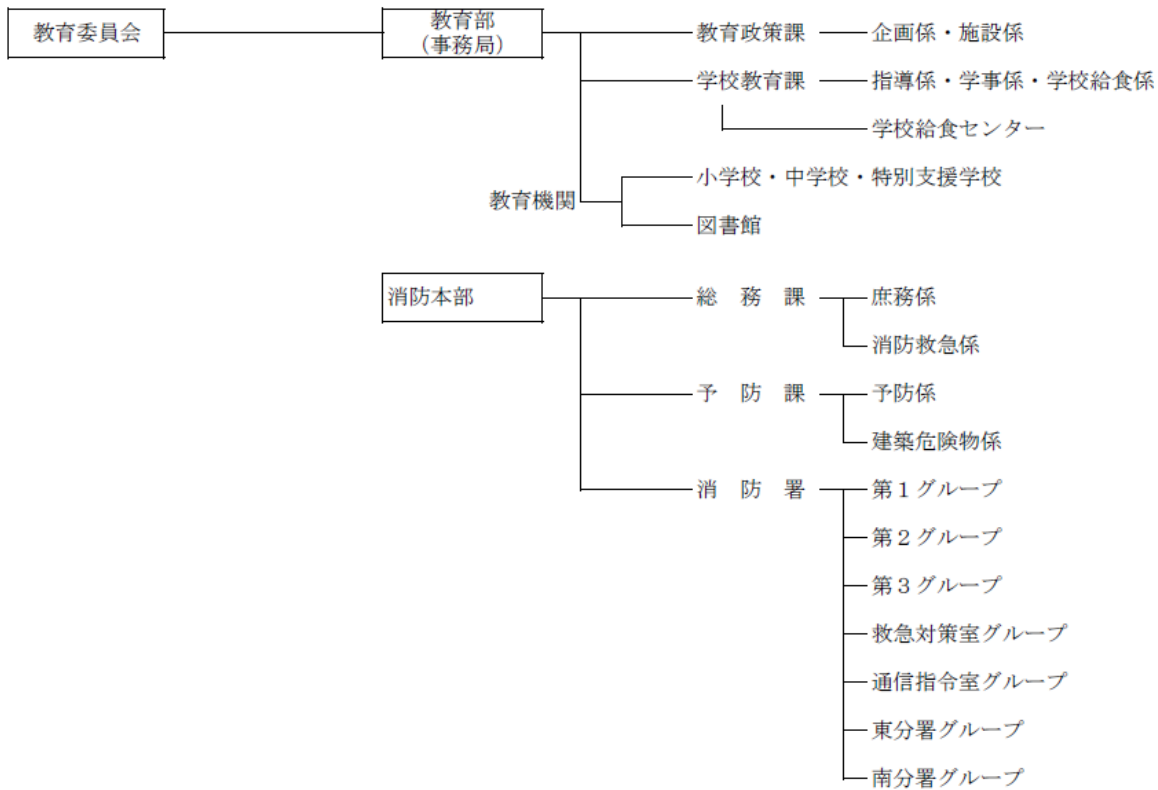 教育委員会
教育部
（事務局）
教育政策課
企画係・施設係
学校教育課
指導係・学事係・学校給食係
学校給食センター
教育機関
小学校・中学校・特別支援学校
図書館
消防本部
総　務　課
庶務係
消防救急係
予　防　課
予防係
建築危険物係
消　防　署
第１グループ
第２グループ
第３グループ
救急対策室グループ
通信指令室グループ
東分署グループ
南分署グループ